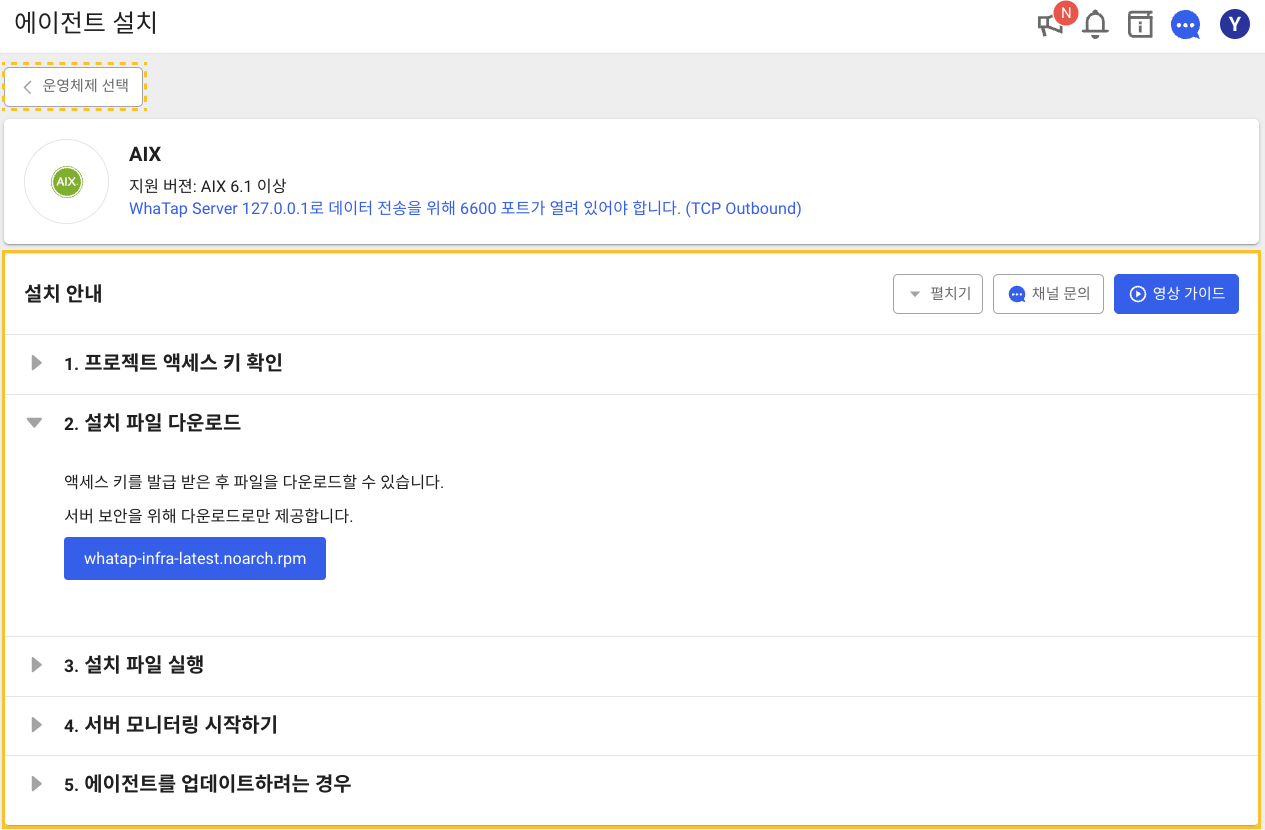 에이전트 설치
N
Y
운영체제 선택
AIX
AIX
지원 버젼: AIX 6.1 이상
WhaTap Server 127.0.0.1로 데이터 전송을 위해 6600 포트가 열려 있어야 합니다. (TCP Outbound)
설치 안내
펼치기
채널 문의
영상 가이드
1. 프로젝트 액세스 키 확인
2. 설치 파일 다운로드
액세스 키를 발급 받은 후 파일을 다운로드할 수 있습니다.
서버 보안을 위해 다운로드로만 제공합니다.
whatap-infra-latest.noarch.rpm
3. 설치 파일 실행
4. 서버 모니터링 시작하기
5. 에이전트를 업데이트하려는 경우